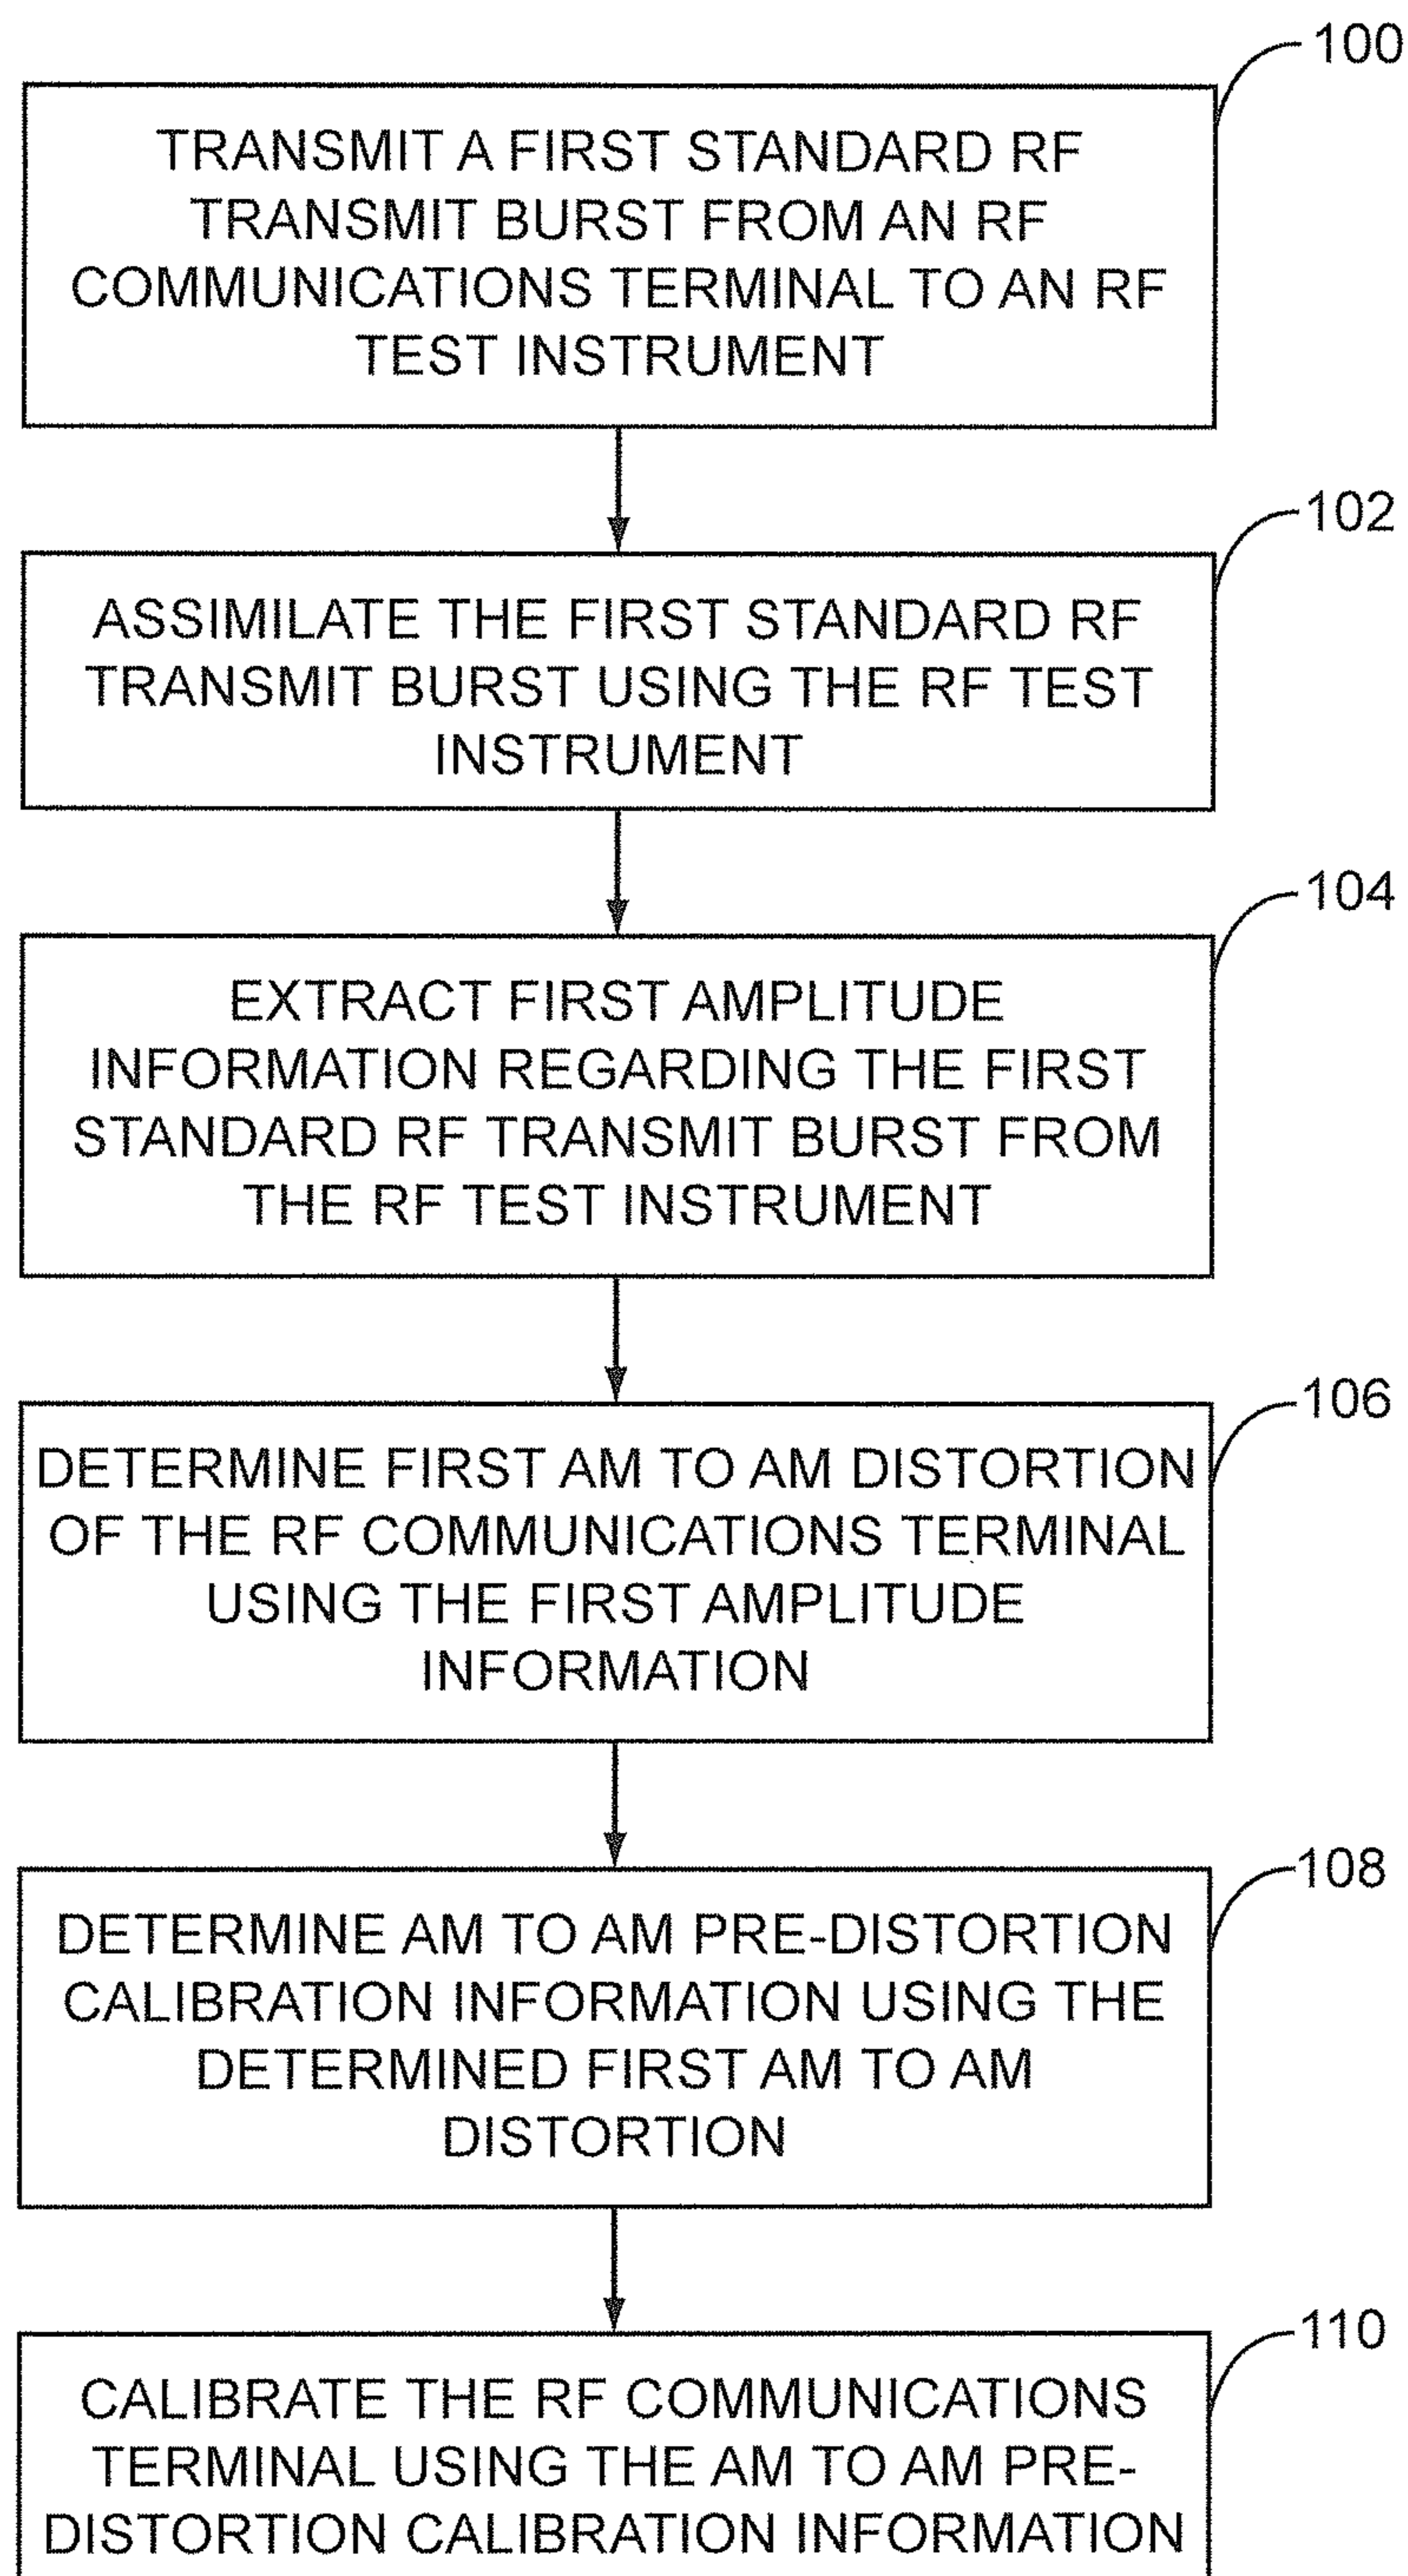 100
TRANSMIT A FIRST STANDARD RF
TRANSMIT BURST FROM AN RF
COMMUNICATIONS TERMINAL TO AN RF
TEST INSTRUMENT
102
ASSIMILATE THE FIRST STANDARD RF
TRANSMIT BURST USING THE RF TEST
INSTRUMENT
104
EXTRACT FIRST AMPLITUDE
INFORMATION REGARDING THE FIRST
STANDARD RF TRANSMIT BURST FROM
THE RF TEST INSTRUMENT
106
DETERMINE FIRST AM TO AM DISTORTION
OF THE RF COMMUNICATIONS TERMINAL
USING THE FIRST AMPLITUDE
INFORMATION
108
DETERMINE AM TO AM PRE-DISTORTION
CALIBRATION INFORMATION USING THE
DETERMINED FIRST AM TO AM
DISTORTION
110
CALIBRATE THE RF COMMUNICATIONS
TERMINAL USING THE AM TO AM PRE-
DISTORTION CALIBRATION INFORMATION